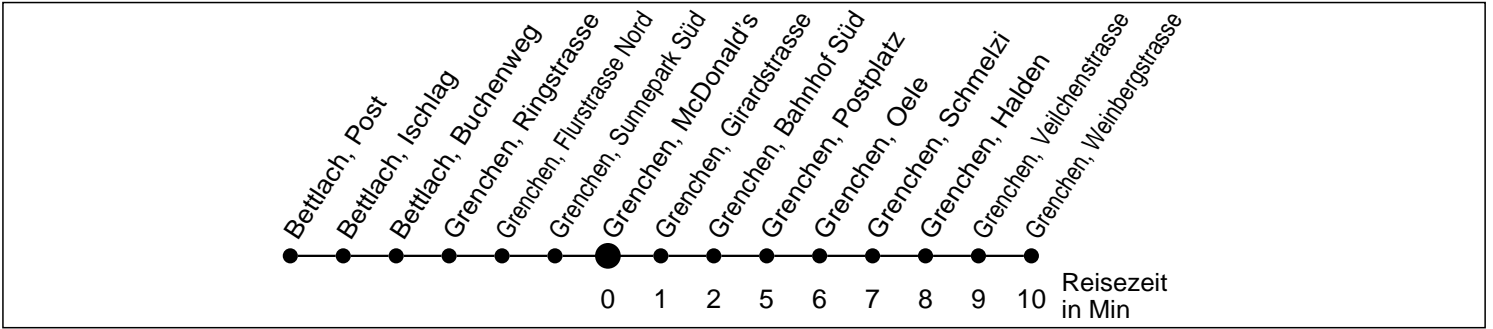 Bettlach, Post
Bettlach, Ischlag
Bettlach, Buchenweg
Grenchen, Ringstrasse
Grenchen, Flurstrasse Nord
Grenchen, Sunnepark Süd
Grenchen, McDonald's
Grenchen, Girardstrasse
Grenchen, Bahnhof Süd
Grenchen, Postplatz
Grenchen, Oele
Grenchen, Schmelzi
Grenchen, Halden
Grenchen, Veilchenstrasse
Grenchen, Weinbergstrasse
0 1 2 5 6 7 8 9 10
Reisezeit
in Min